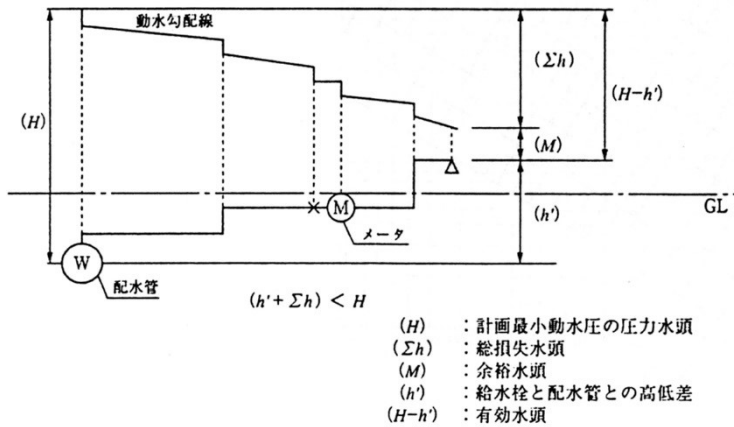 動水勾配線
(Σh)
(H−h')
(H)
(M)
GL
(h')
M
メータ
W
配水管
(h' + Σh) < H
(H) : 計画最小動水圧の圧力水頭
(Σh) : 総損失水頭
(M) : 余裕水頭
(h') : 給水栓と配水管との高低差
(H−h') : 有効水頭